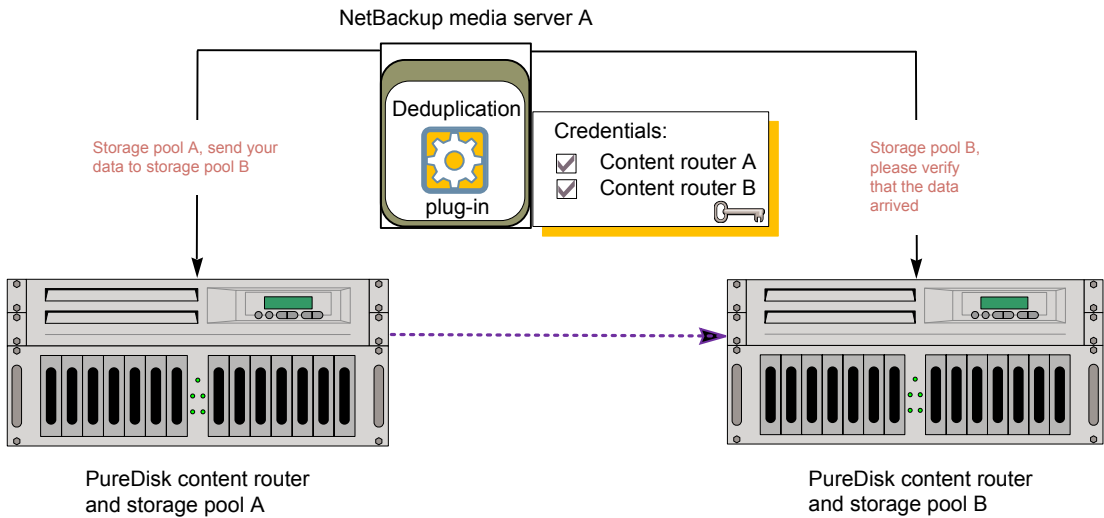 NetBackup media server A
Deduplication
plug-in
Credentials:
Content router A
Content router B
Storage pool A, send your
data to storage pool B
Storage pool B,
please verify
that the data
arrived
PureDisk content router
and storage pool A
PureDisk content router
and storage pool B